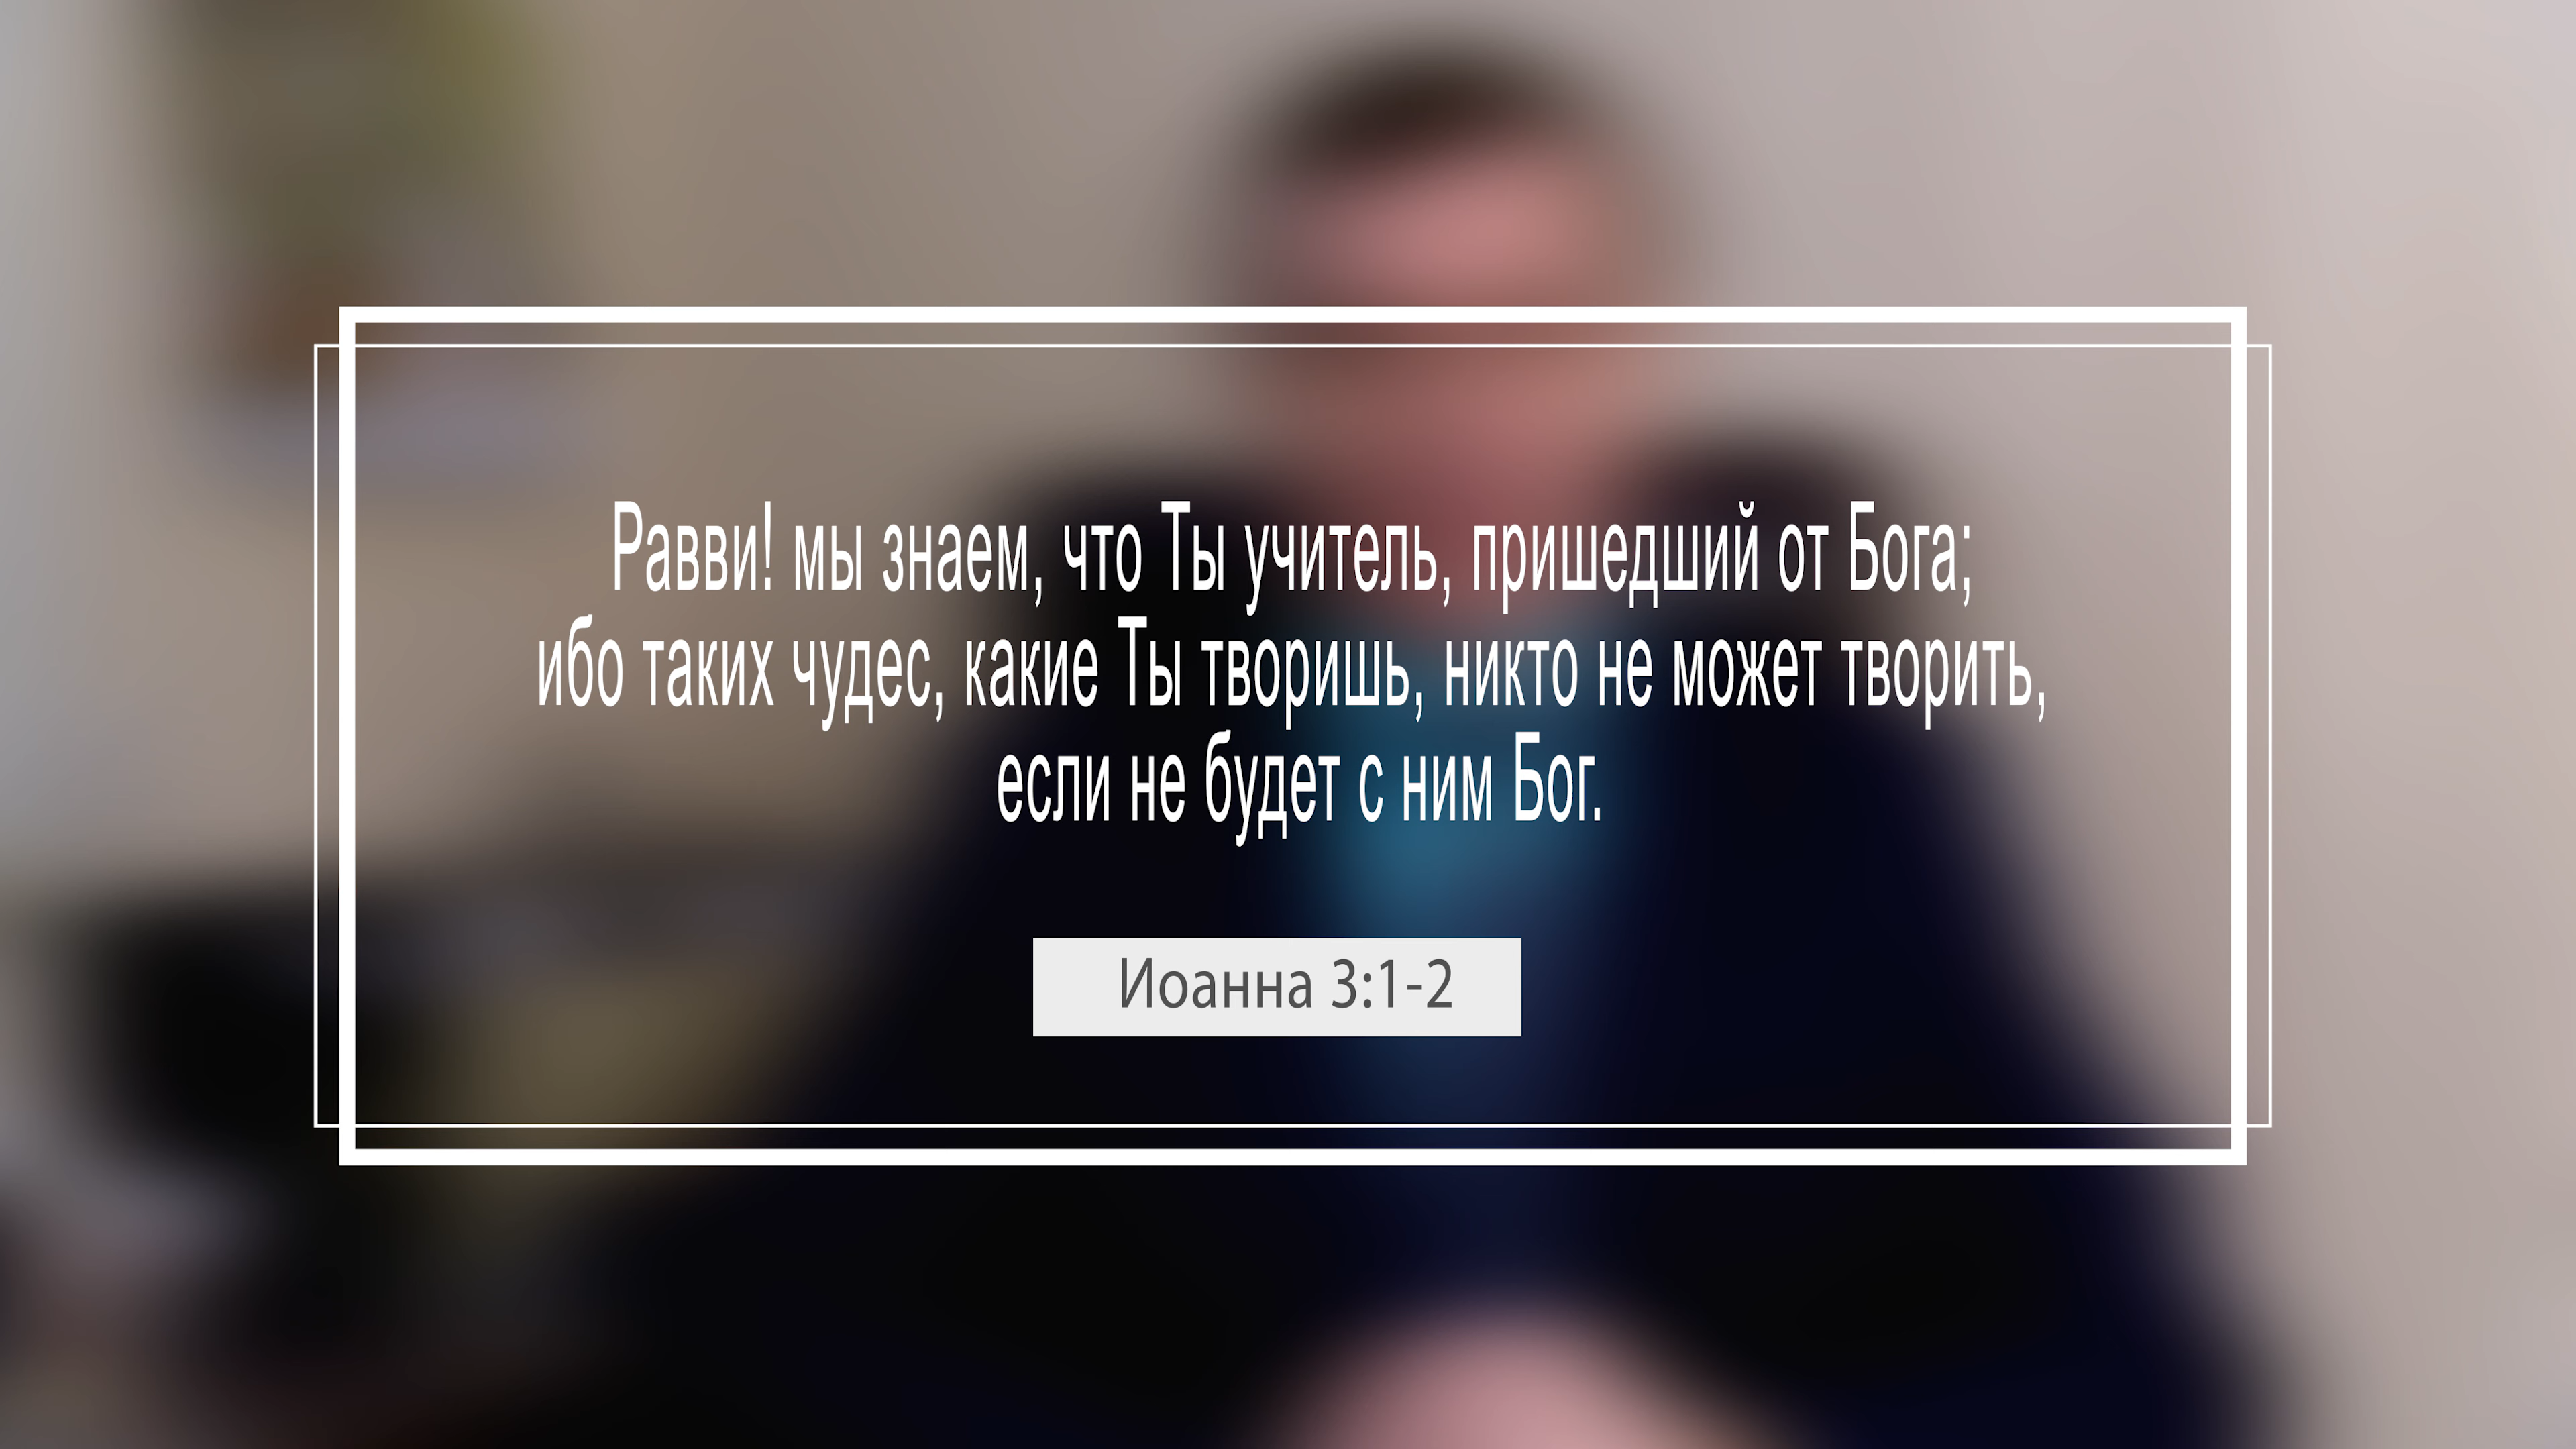 Равви! мы знаем, что Ты учитель, пришедший от Бога;
ибо таких чудес, какие Ты творишь, никто не может творить,
если не будет с ним Бог.
Иоанна 3:1-2